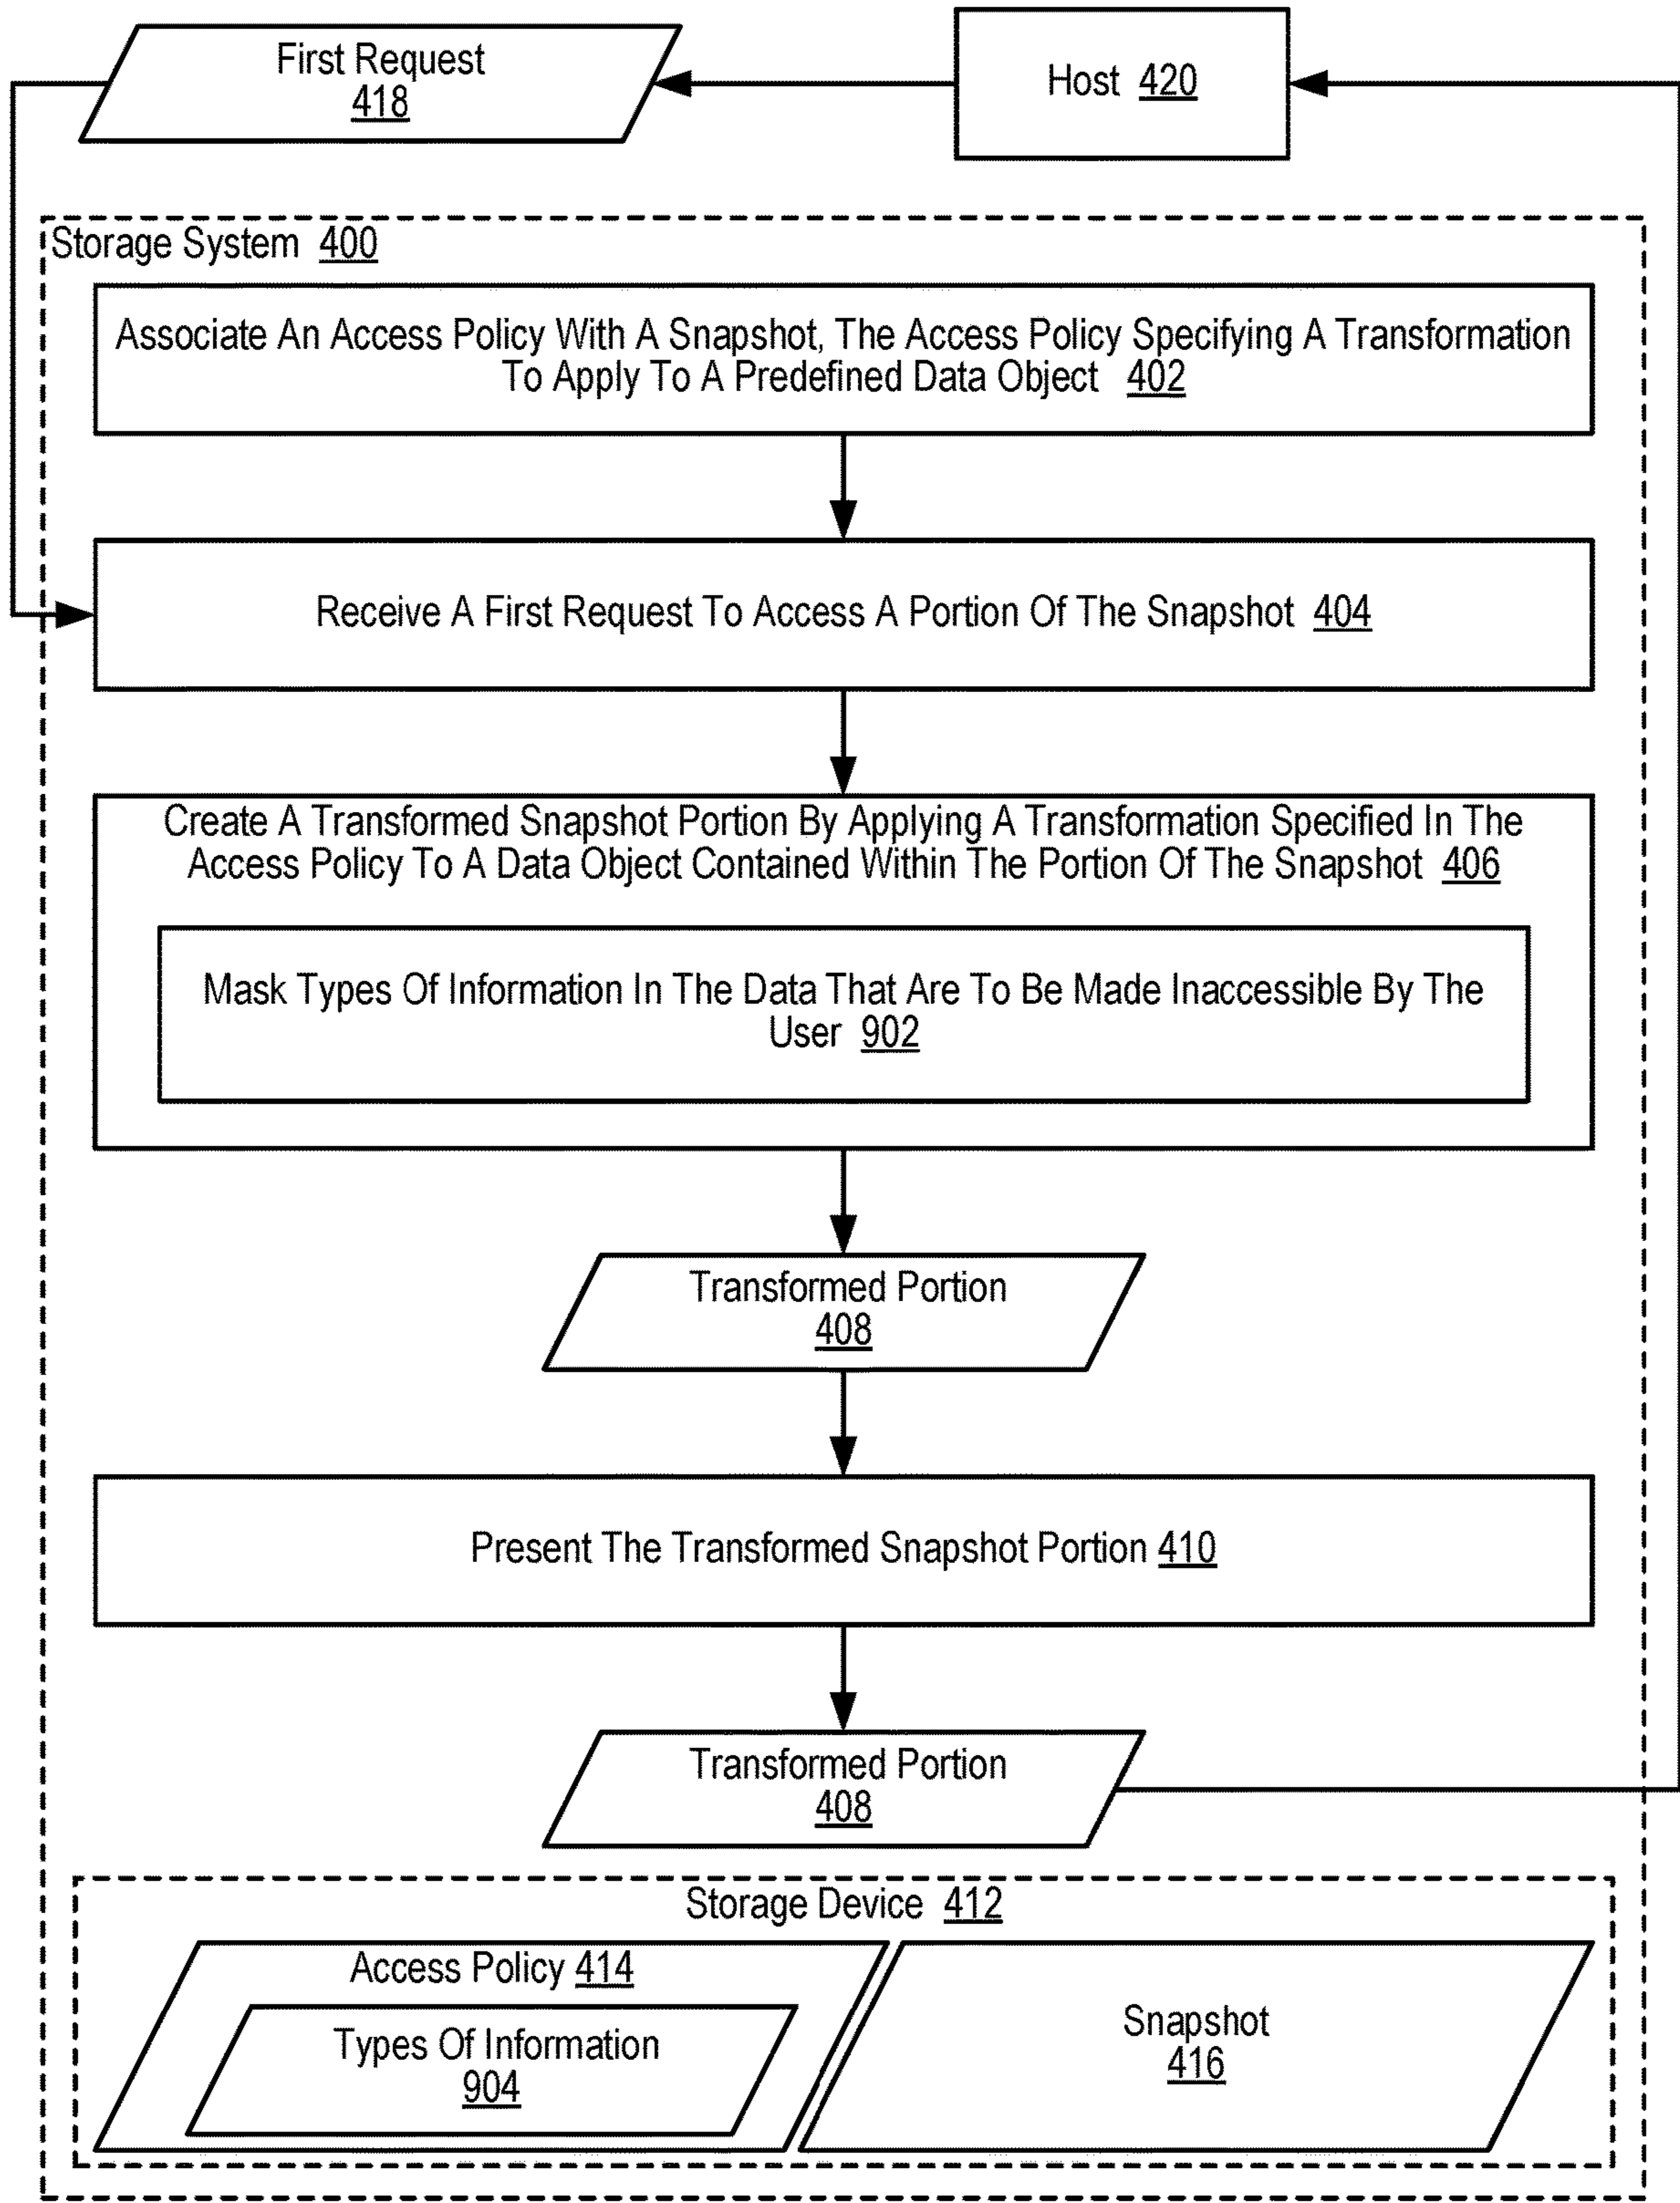 First Request
418
Host 420
Storage System 400
Associate An Access Policy With A Snapshot, The Access Policy Specifying A Transformation
To Apply To A Predefined Data Object 402
Receive A First Request To Access A Portion Of The Snapshot 404
Create A Transformed Snapshot Portion By Applying A Transformation Specified In The
Access Policy To A Data Object Contained Within The Portion Of The Snapshot 406
Mask Types Of Information In The Data That Are To Be Made Inaccessible By The
User 902
Transformed Portion
408
Present The Transformed Snapshot Portion 410
Transformed Portion
408
Storage Device 412
Access Policy 414
Types Of Information
904
Snapshot
416